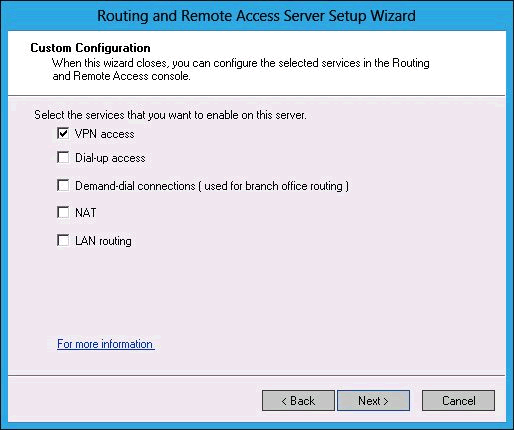 Routing and Remote Access Server Setup Wizard
Custom Configuration
When this wizard closes, you can configure the selected services in the Routing
and Remote Access console.
Select the services that you want to enable on this server.
VPN access
Dial-up access
Demand-dial connections ( used for branch office routing )
NAT
LAN routing
For more information
< Back
Next >
Cancel